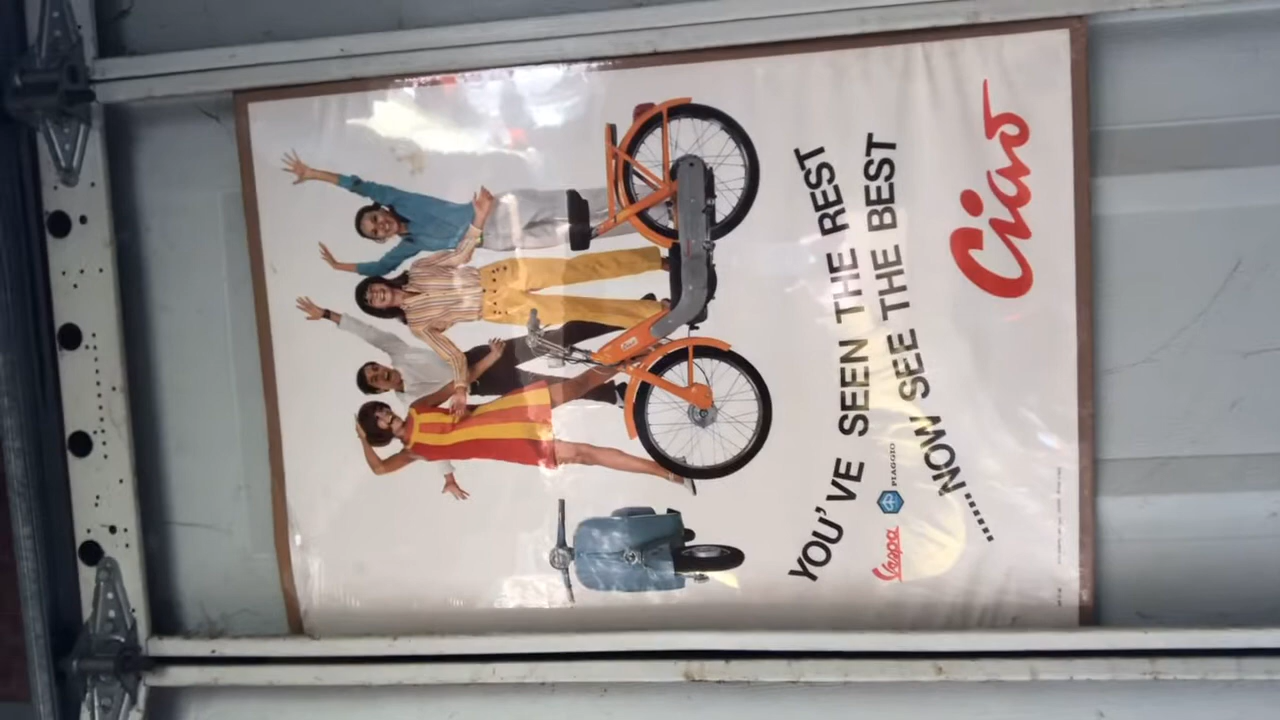 YOU'VE SEEN THE REST
.....NOW SEE THE BEST
Vespa
PIAGGIO
Ciao